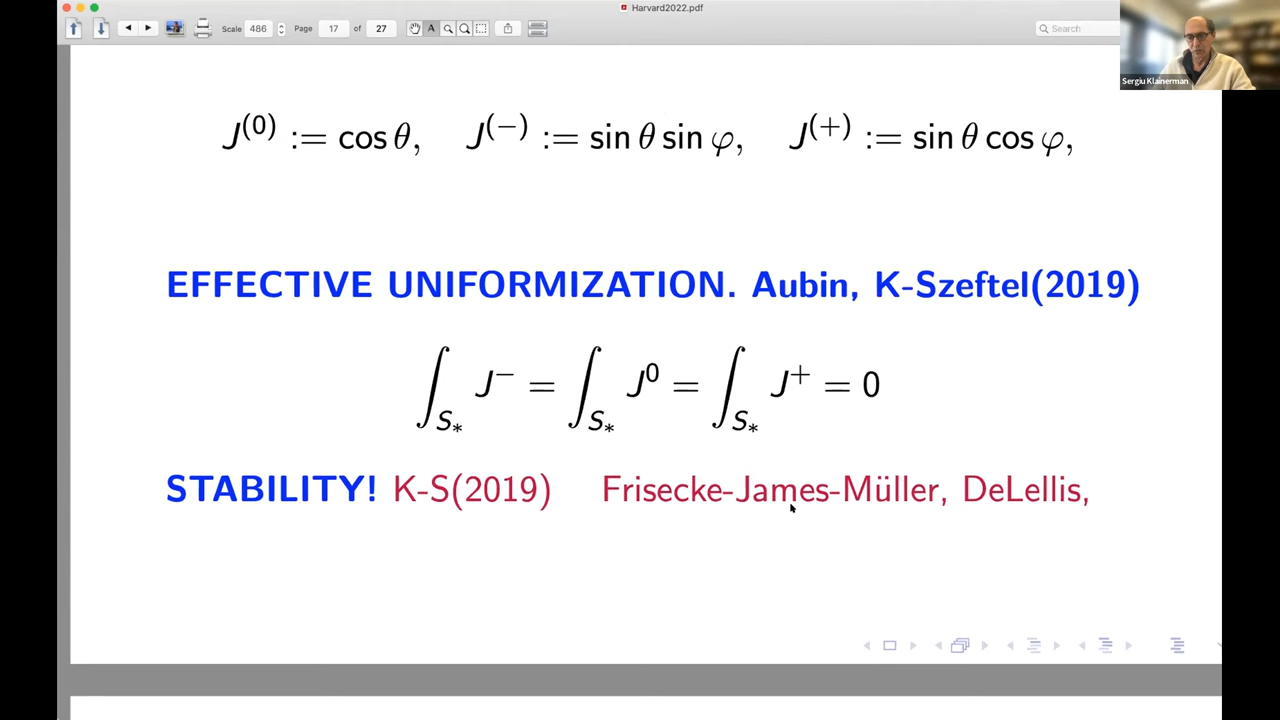 Harvard2022.pdf
Scale 486 Page 17 of 27 A Search
Sergiu Klainerman
J⁽⁰⁾ := cos θ, J⁽⁻⁾ := sin θ sin φ, J⁽⁺⁾ := sin θ cos φ,
EFFECTIVE UNIFORMIZATION. Aubin, K-Szeftel(2019)
∫_{S_*} J⁻ = ∫_{S_*} J⁰ = ∫_{S_*} J⁺ = 0
STABILITY! K-S(2019) Frisecke-James-Müller, DeLellis,